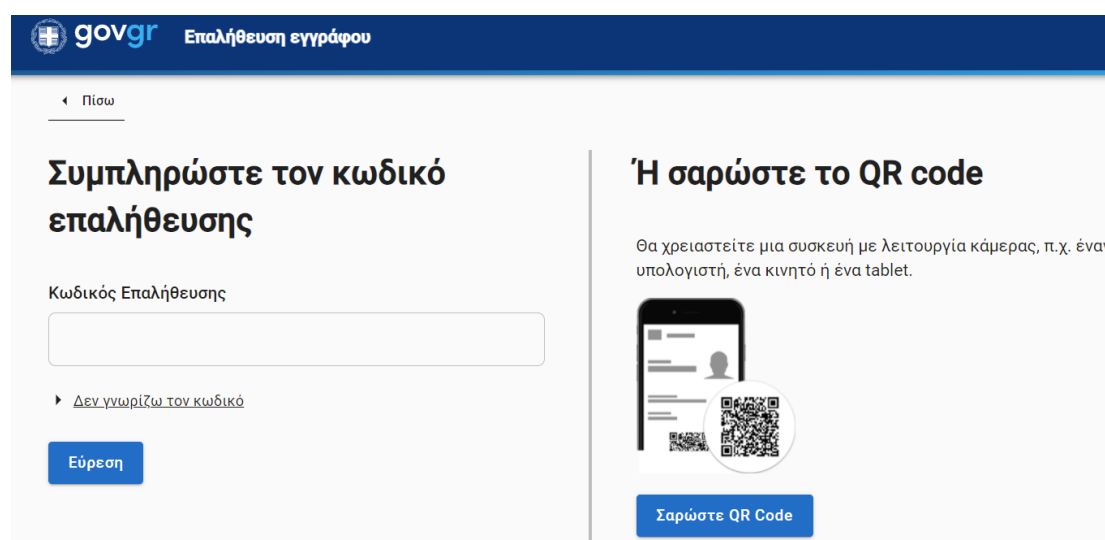 govgr Επαλήθευση εγγράφου
Πίσω
Συμπληρώστε τον κωδικό
επαλήθευσης
Κωδικός Επαλήθευσης
Δεν γνωρίζω τον κωδικό
Εύρεση
Ή σαρώστε το QR code
Θα χρειαστείτε μια συσκευή με λειτουργία κάμερας, π.χ. έναν
υπολογιστή, ένα κινητό ή ένα tablet.
Σαρώστε QR Code